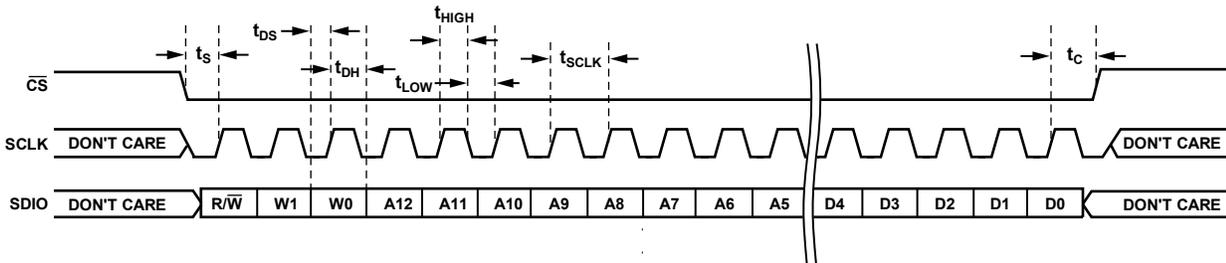 tHIGH
tDS
tS
tDH
tLOW
tSCLK
tC
CS
SCLK DON'T CARE DON'T CARE
SDIO DON'T CARE R/W W1 W0 A12 A11 A10 A9 A8 A7 A6 A5 D4 D3 D2 D1 D0 DON'T CARE